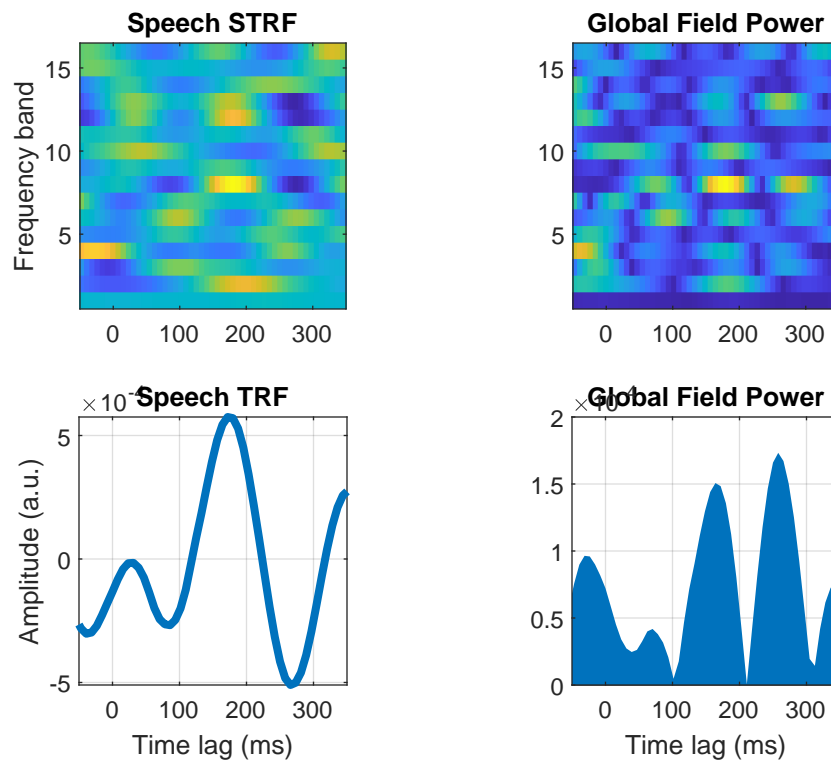 Speech STRF
Global Field Power
Frequency band
15
10
5
0 100 200 300
15
10
5
0 100 200 300
Speech TRF
× 10-4
Amplitude (a.u.)
5
0
-5
0 100 200 300
Time lag (ms)
Global Field Power
2
1.5
1
0.5
0
0 100 200 300
Time lag (ms)